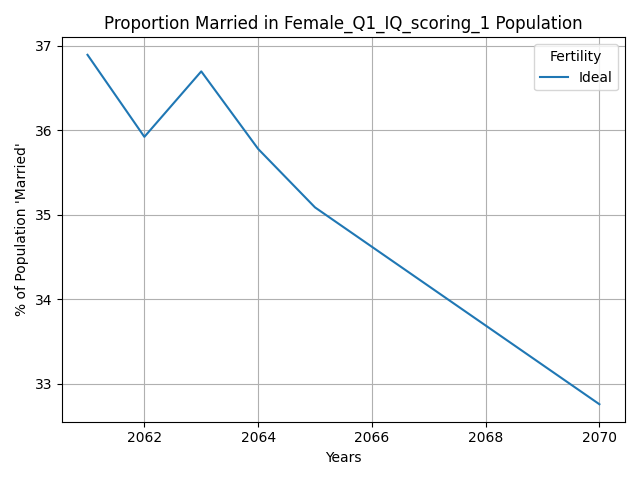 Proportion Married in Female_Q1_IQ_scoring_1 Population
37
36
35
34
33
% of Population 'Married'
Fertility
Ideal
2062 2064 2066 2068 2070
Years